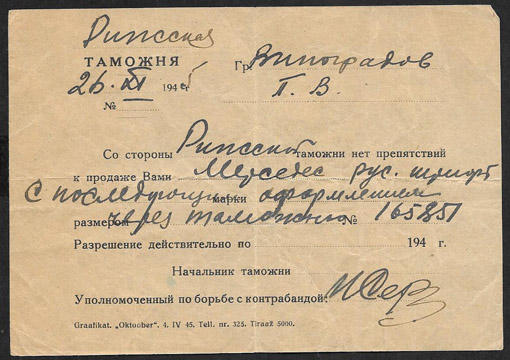 Рижская
ТАМОЖНЯ Гр. Виноградов
26. XI 1945 г. П. В.
№
Со стороны Рижской таможни нет препятствий
к продаже Вами Мерседес рус. шрифт
с последующим марки оформлением
размером через таможню № 165851
Разрешение действительно по 194 г.
Начальник таможни
Уполномоченный по борьбе с контрабандой:
Graafikat. „Oktoober“. 4. IV 45. Tell. nr. 325. Tiraaž 5000.